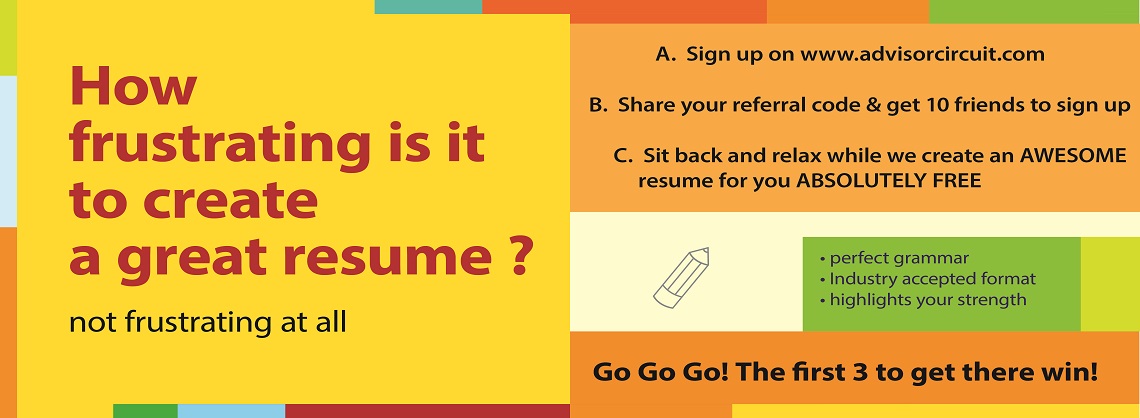 How
frustrating is it
to create
a great resume ?
not frustrating at all
A. Sign up on www.advisorcircuit.com
B. Share your referral code & get 10 friends to sign up
C. Sit back and relax while we create an AWESOME
resume for you ABSOLUTELY FREE
• perfect grammar
• Industry accepted format
• highlights your strength
Go Go Go! The first 3 to get there win!